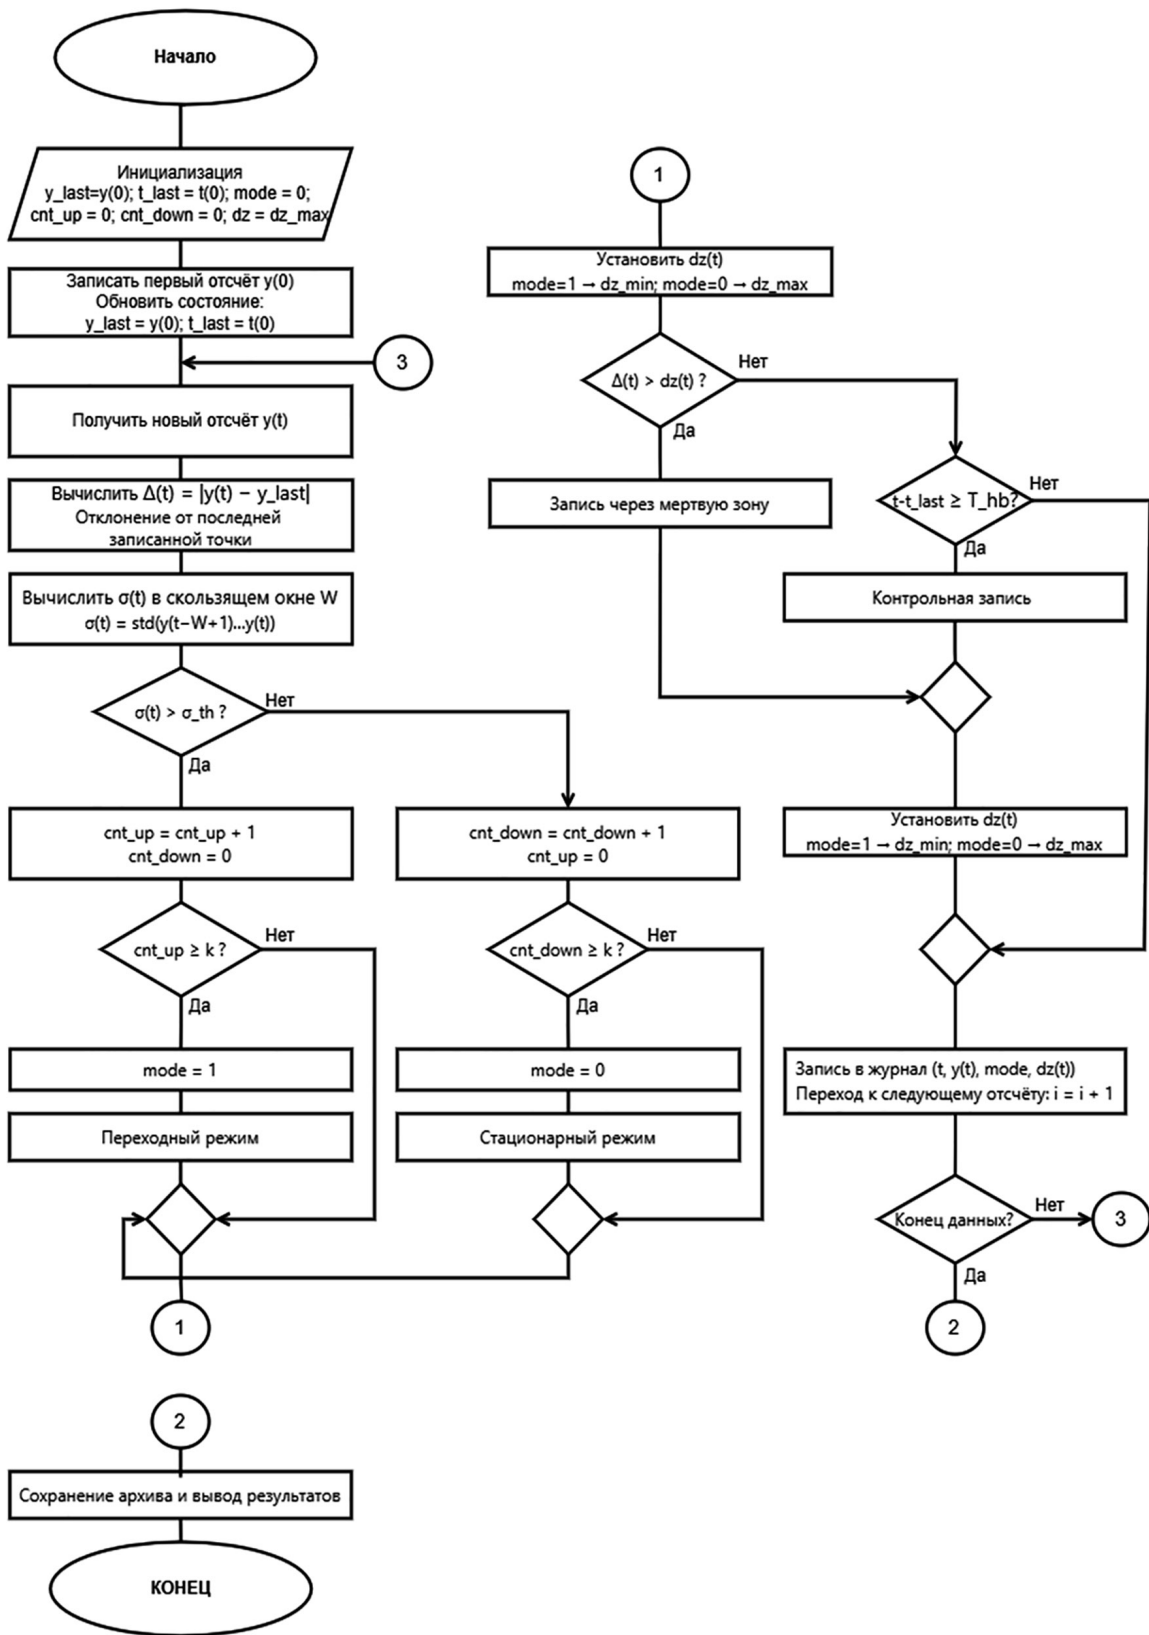 Начало
Инициализация
y_last=y(0); t_last = t(0); mode = 0;
cnt_up = 0; cnt_down = 0; dz = dz_max
Записать первый отсчёт y(0)
Обновить состояние:
y_last = y(0); t_last = t(0)
3
Получить новый отсчёт y(t)
Вычислить Δ(t) = |y(t) − y_last|
Отклонение от последней
записанной точки
Вычислить σ(t) в скользящем окне W
σ(t) = std(y(t−W+1)...y(t))
σ(t) > σ_th ?
Нет
Да
cnt_up = cnt_up + 1
cnt_down = 0
cnt_down = cnt_down + 1
cnt_up = 0
cnt_up ≥ k ?
Нет
Да
cnt_down ≥ k ?
Нет
Да
mode = 1
Переходный режим
mode = 0
Стационарный режим
1
1
Установить dz(t)
mode=1 → dz_min; mode=0 → dz_max
Δ(t) > dz(t) ?
Нет
Да
Запись через мертвую зону
t-t_last ≥ T_hb?
Нет
Да
Контрольная запись
Установить dz(t)
mode=1 → dz_min; mode=0 → dz_max
Запись в журнал (t, y(t), mode, dz(t))
Переход к следующему отсчёту: i = i + 1
Конец данных?
Нет
3
Да
2
2
Сохранение архива и вывод результатов
КОНЕЦ